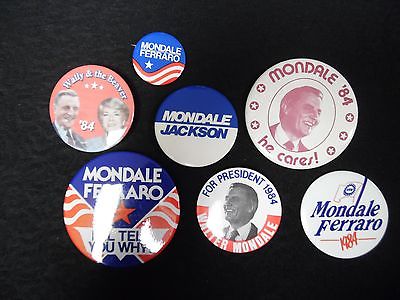 MONDALE
FERRARO
Wally & the Beaver
'84
MONDALE
JACKSON
MONDALE '84
he cares!
MONDALE
FERRARO
TELL
YOU WHY!
FOR PRESIDENT 1984
WALTER MONDALE
Mondale
Ferraro
1984